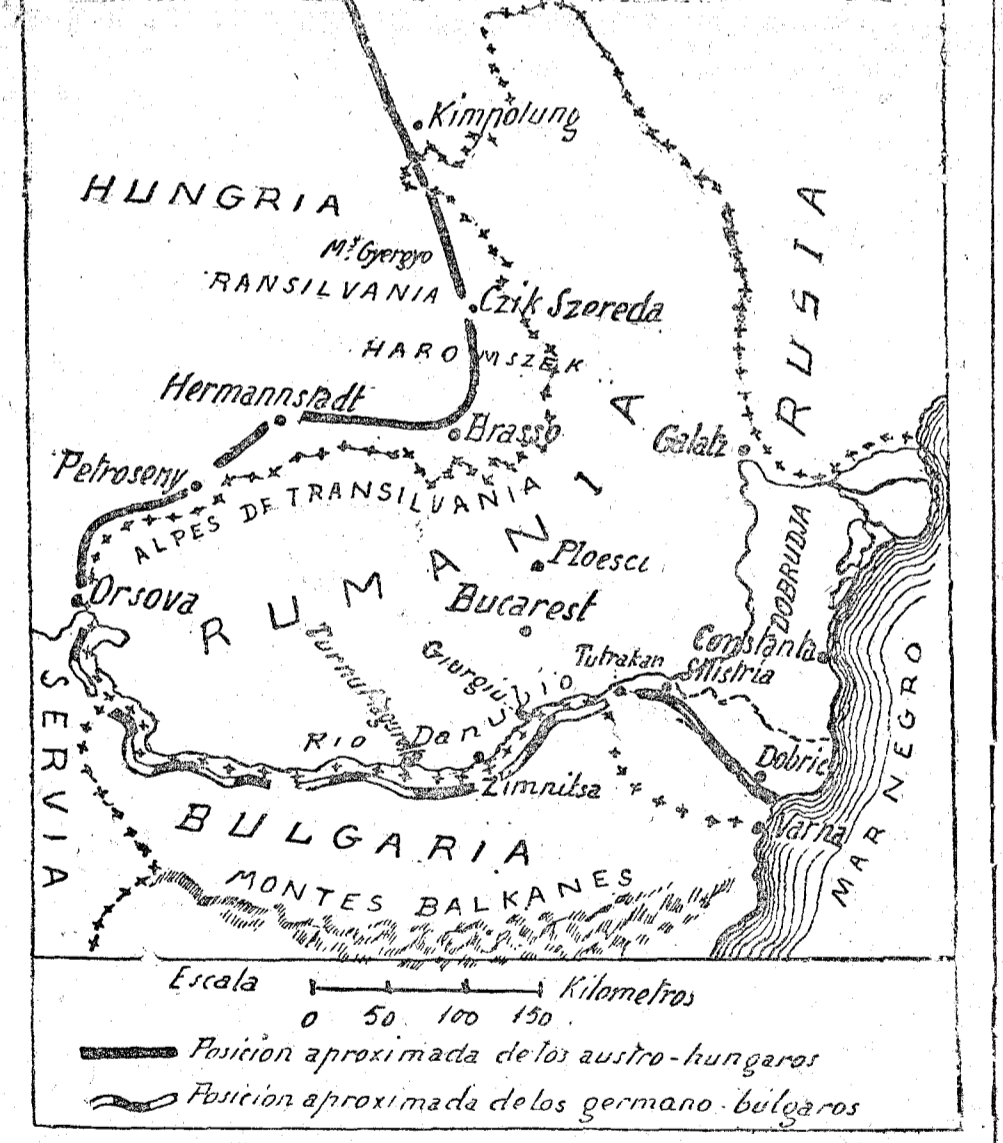 Kimpolung
HUNGRIA
Mt. Gyergyo
RANSILVANIA
Czik Szereda
HAROMSZEK
RUSIA
Hermannstadt
Brasso
Galatz
Petroseny
ALPES DE TRANSILVANIA
RUMANIA
Ploesci
DOBRUDJA
Orsova
Bucarest
Constanta
Tutrakan
Silistria
Giurgiu
RIO Danubio
Dobric
Zimnitsa
SERVIA
BULGARIA
Varna
MAR NEGRO
MONTES BALKANES
Escala
Kilometros
0 50 100 150
Posicion aproximada de los austro-hungaros
Posicion aproximada de los germano-bulgaros